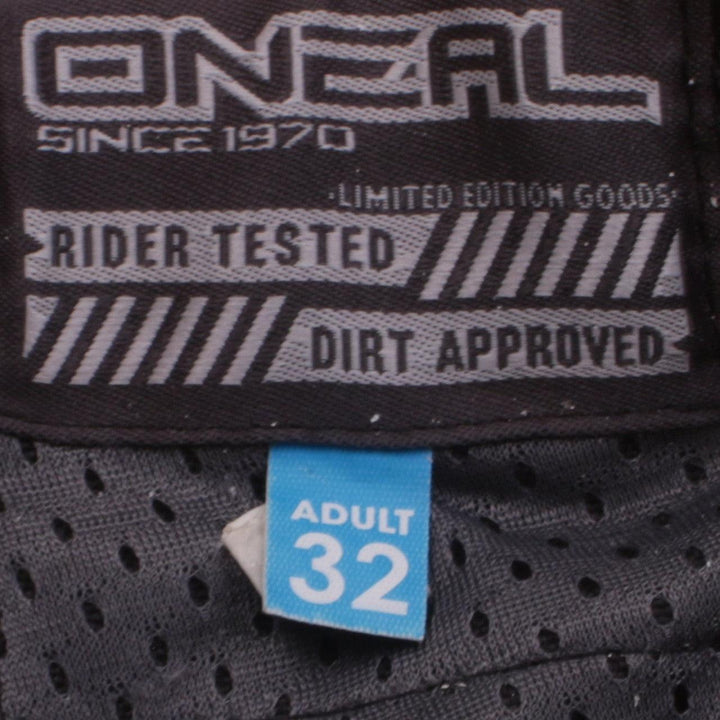 ONEAL
SINCE 1970
·LIMITED EDITION GOODS·
RIDER TESTED
DIRT APPROVED
ADULT
32